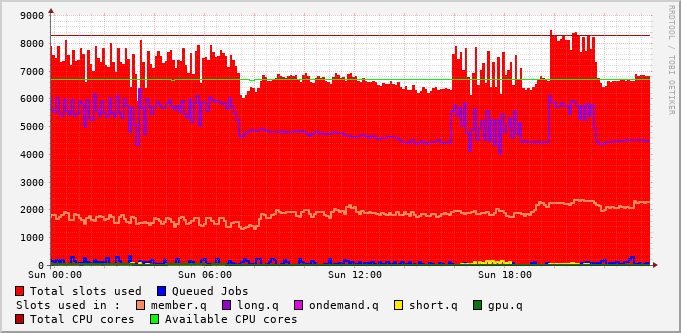 9000
8000
7000
6000
5000
4000
3000
2000
1000
0
Sun 00:00 Sun 06:00 Sun 12:00 Sun 18:00
Total slots used Queued Jobs
Slots used in : member.q long.q ondemand.q short.q gpu.q
Total CPU cores Available CPU cores
RRDTOOL / TOBI OETIKER